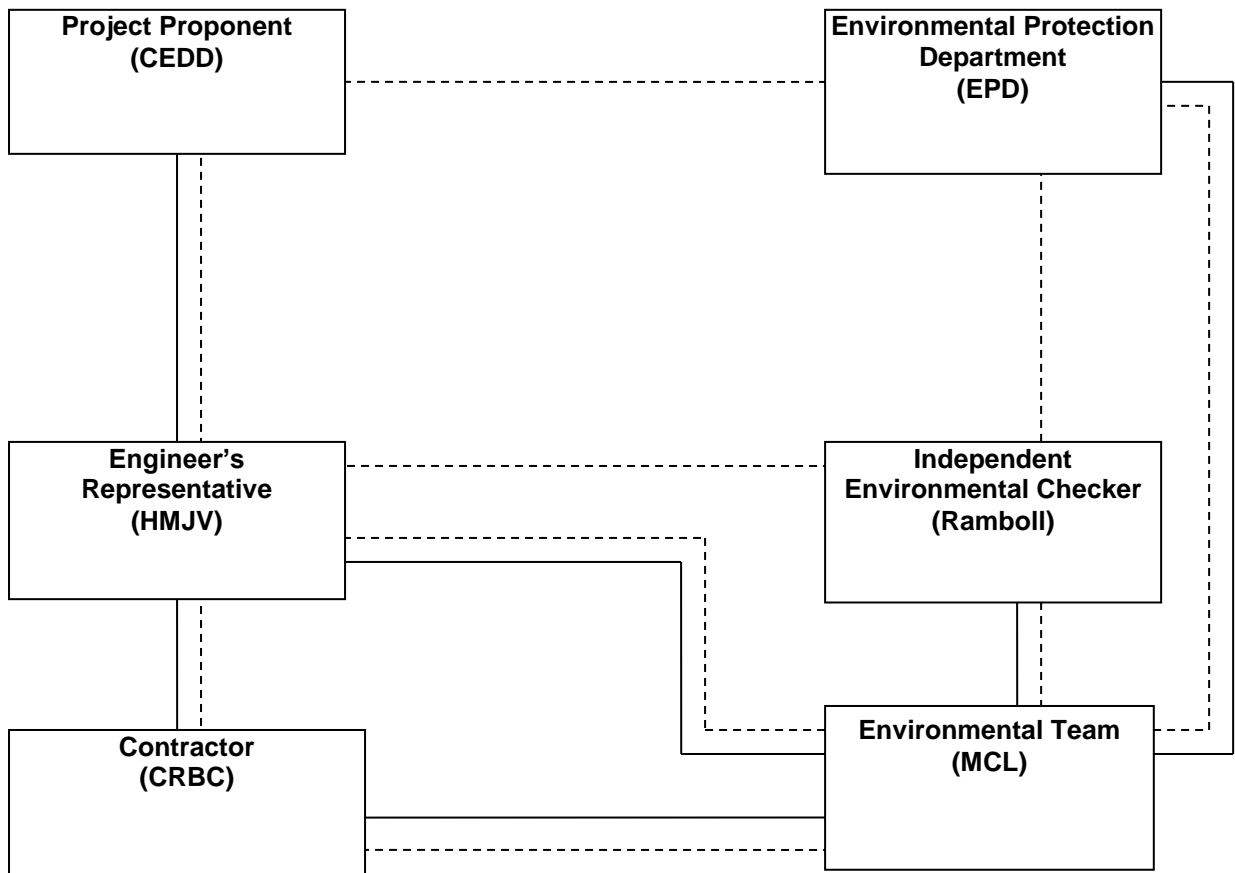 Project Proponent
(CEDD)
Environmental Protection
Department
(EPD)
Engineer’s
Representative
(HMJV)
Independent
Environmental Checker
(Ramboll)
Contractor
(CRBC)
Environmental Team
(MCL)